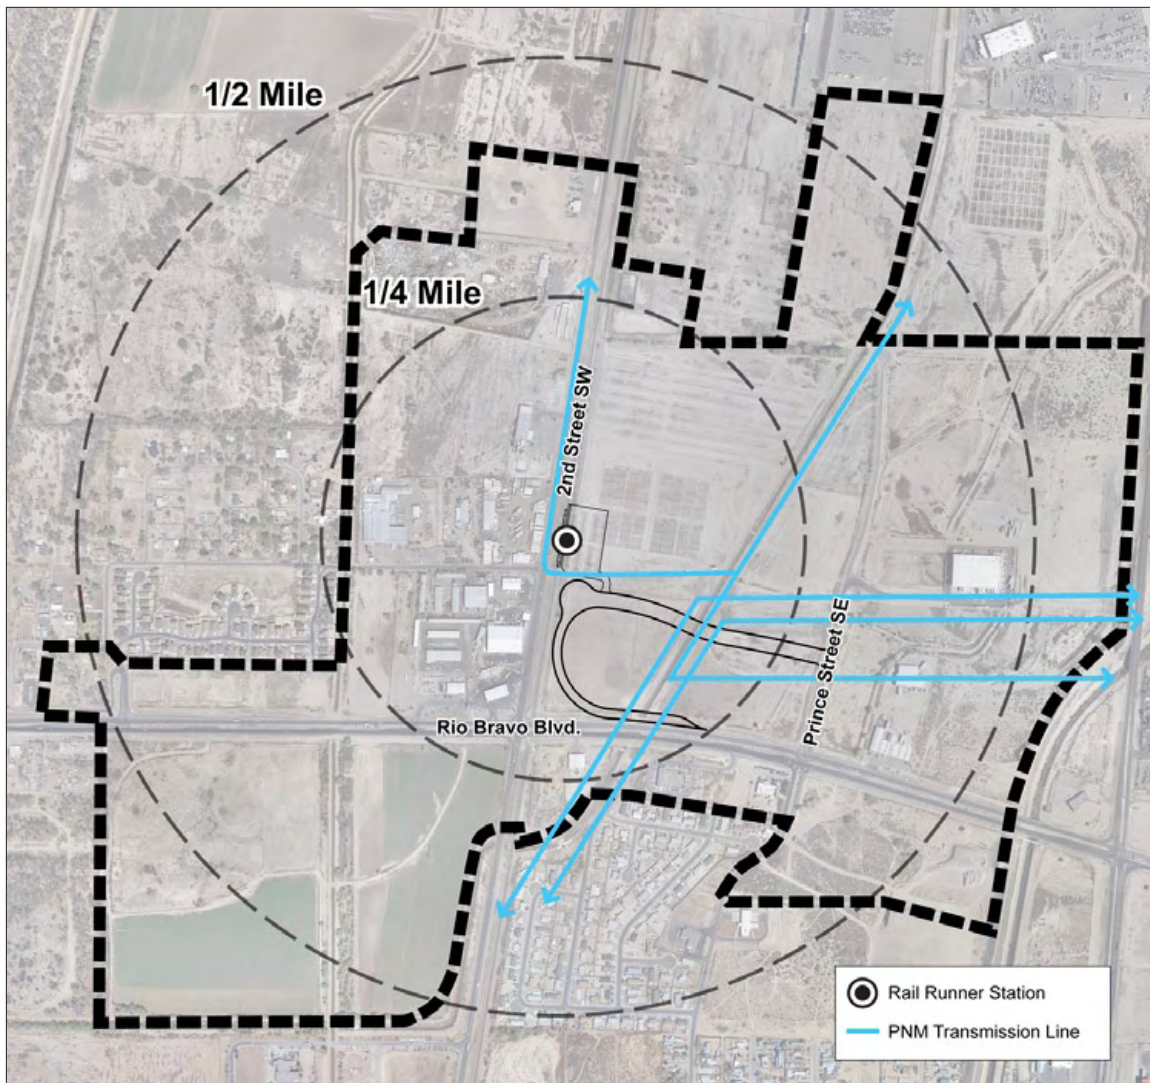 1/2 Mile
1/4 Mile
2nd Street SW
Prince Street SE
Rio Bravo Blvd.
Rail Runner Station
PNM Transmission Line